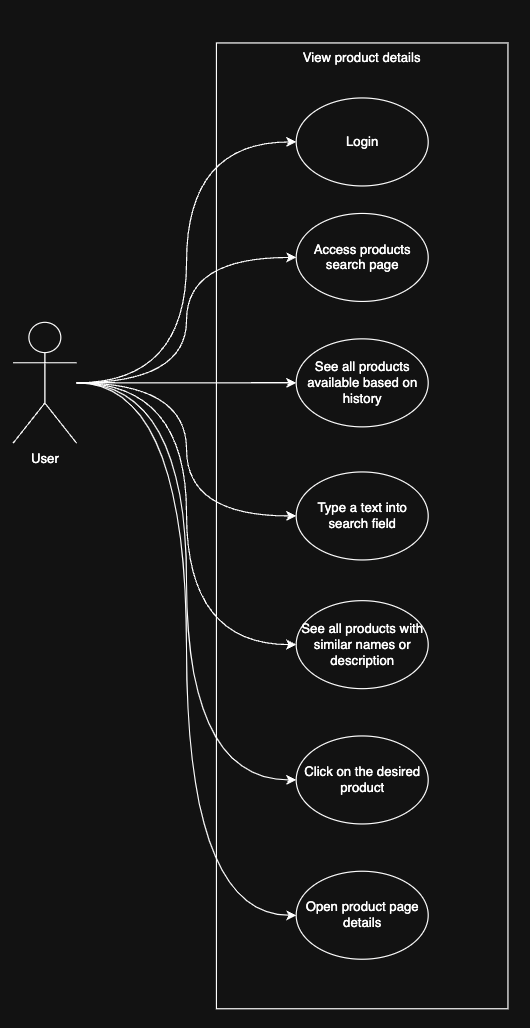 View product details
Login
Access products
search page
See all products
available based on
history
User
Type a text into
search field
See all products with
similar names or
description
Click on the desired
product
Open product page
details